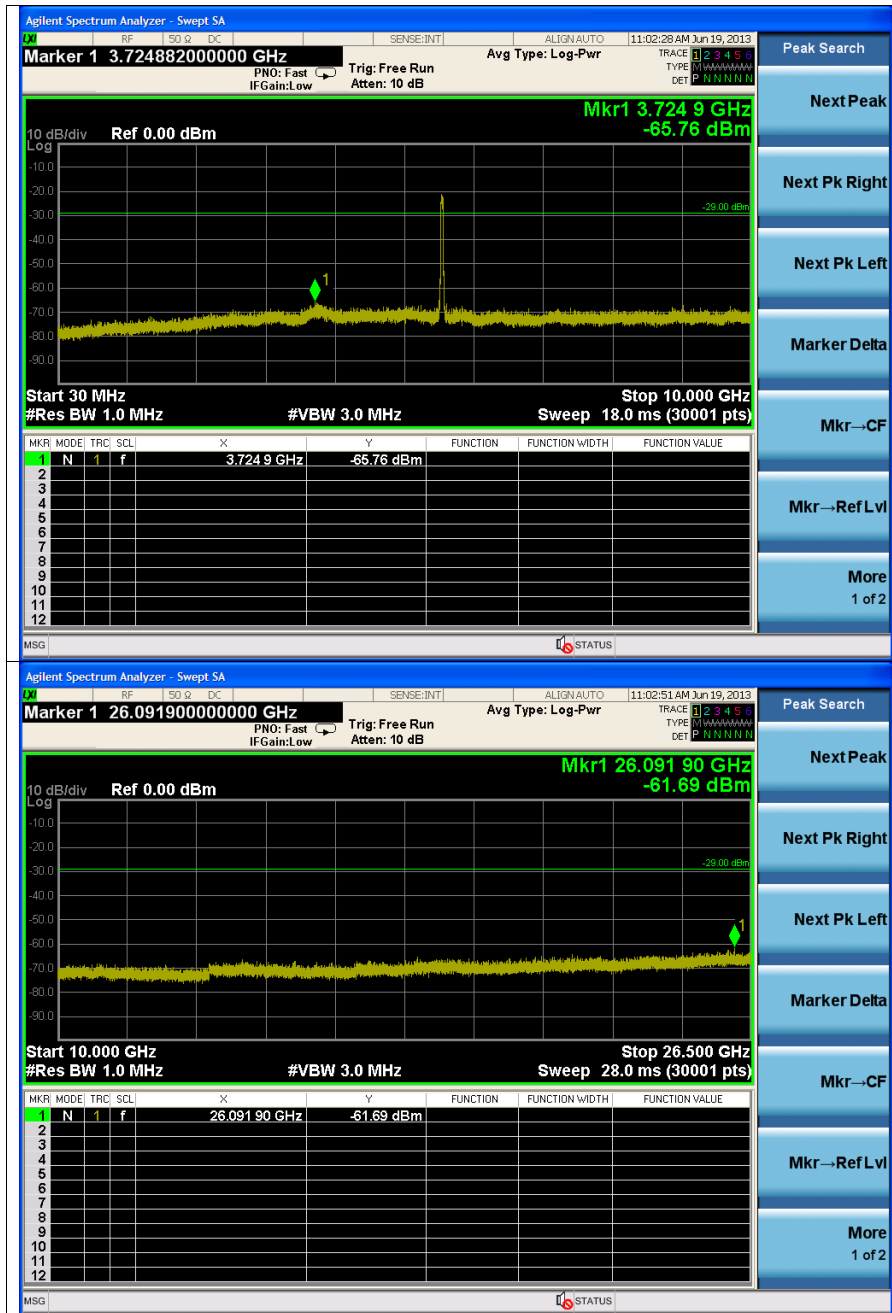 Agilent Spectrum Analyzer - Swept SA
LXI RF 50 Ω DC SENSE:INT ALIGN AUTO 11:02:28 AM Jun 19, 2013
Marker 1 3.724882000000 GHz
PNO: Fast
IFGain:Low
Trig: Free Run
Atten: 10 dB
Avg Type: Log-Pwr
TRACE 1 2 3 4 5 6
TYPE M WWWWW
DET P N N N N N
Peak Search
Next Peak
Next Pk Right
Next Pk Left
Marker Delta
Mkr→CF
Mkr→Ref Lvl
More
1 of 2
Mkr1 3.724 9 GHz
-65.76 dBm
10 dB/div Ref 0.00 dBm
Log
-10.0
-20.0
-29.00 dBm
-30.0
-40.0
-50.0
1
-60.0
-70.0
-80.0
-90.0
Start 30 MHz Stop 10.000 GHz
#Res BW 1.0 MHz #VBW 3.0 MHz Sweep 18.0 ms (30001 pts)
MKR MODE TRC SCL X Y FUNCTION FUNCTION WIDTH FUNCTION VALUE
1 N 1 f 3.724 9 GHz -65.76 dBm
2
3
4
5
6
7
8
9
10
11
12
MSG STATUS
Agilent Spectrum Analyzer - Swept SA
LXI RF 50 Ω DC SENSE:INT ALIGN AUTO 11:02:51 AM Jun 19, 2013
Marker 1 26.091900000000 GHz
PNO: Fast
IFGain:Low
Trig: Free Run
Atten: 10 dB
Avg Type: Log-Pwr
TRACE 1 2 3 4 5 6
TYPE M WWWWW
DET P N N N N N
Peak Search
Next Peak
Next Pk Right
Next Pk Left
Marker Delta
Mkr→CF
Mkr→Ref Lvl
More
1 of 2
Mkr1 26.091 90 GHz
-61.69 dBm
10 dB/div Ref 0.00 dBm
Log
-10.0
-20.0
-29.00 dBm
-30.0
-40.0
-50.0
1
-60.0
-70.0
-80.0
-90.0
Start 10.000 GHz Stop 26.500 GHz
#Res BW 1.0 MHz #VBW 3.0 MHz Sweep 28.0 ms (30001 pts)
MKR MODE TRC SCL X Y FUNCTION FUNCTION WIDTH FUNCTION VALUE
1 N 1 f 26.091 90 GHz -61.69 dBm
2
3
4
5
6
7
8
9
10
11
12
MSG STATUS